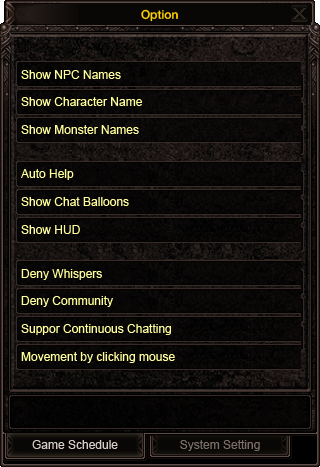 Option
Show NPC Names
Show Character Name
Show Monster Names
Auto Help
Show Chat Balloons
Show HUD
Deny Whispers
Deny Community
Suppor Continuous Chatting
Movement by clicking mouse
Game Schedule
System Setting